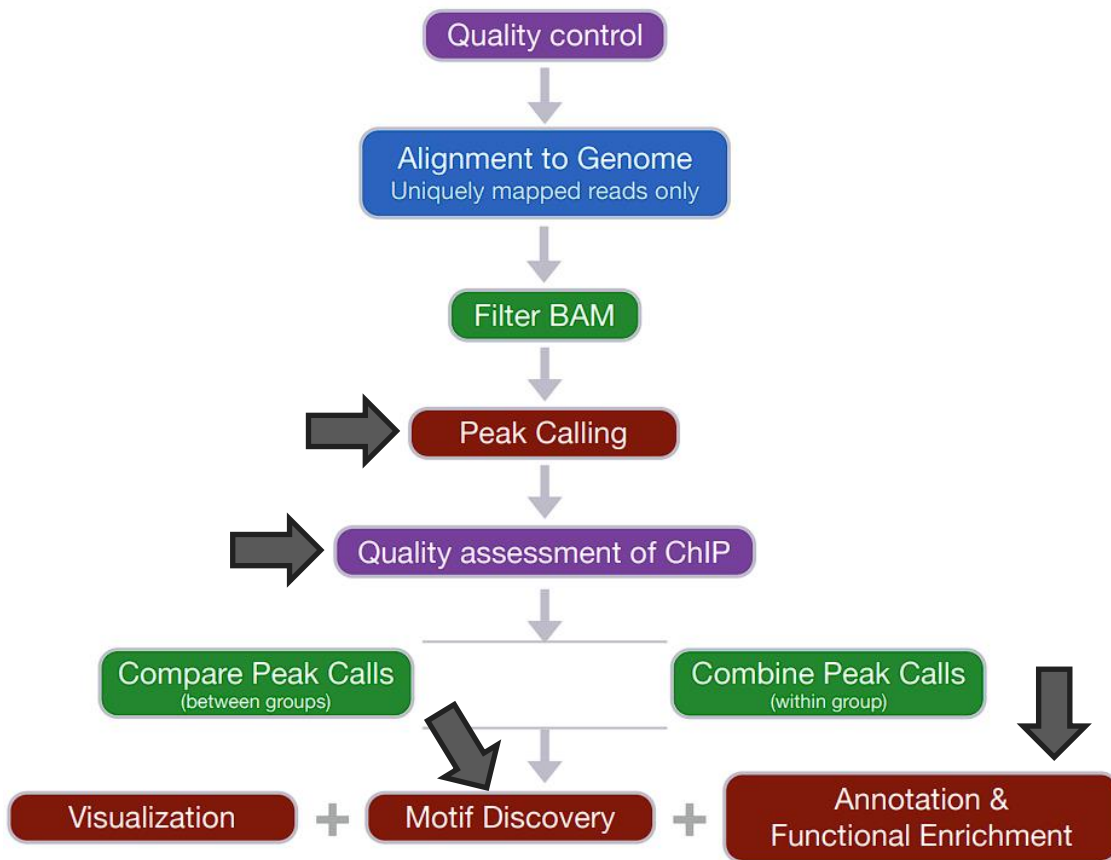 Quality control
Alignment to Genome
Uniquely mapped reads only
Filter BAM
Peak Calling
Quality assessment of ChIP
Compare Peak Calls
(between groups)
Combine Peak Calls
(within group)
Visualization + Motif Discovery + Annotation &
Functional Enrichment